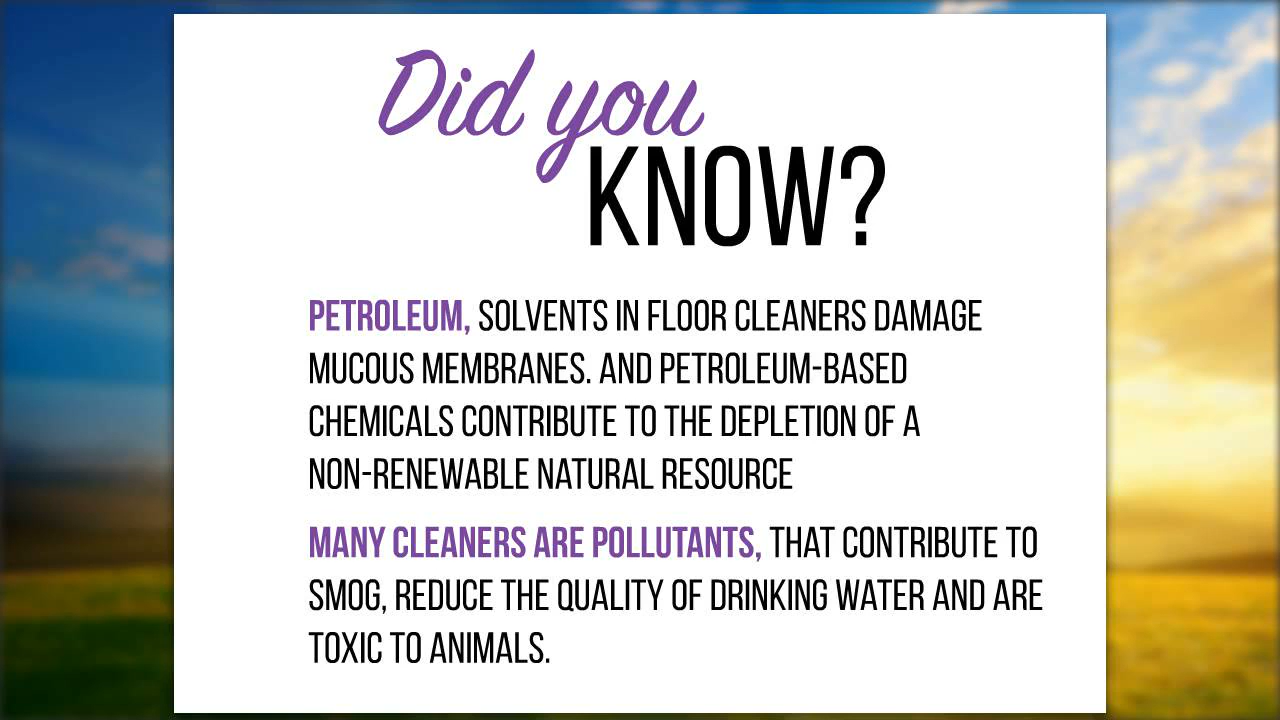 Did you
KNOW?
PETROLEUM, SOLVENTS IN FLOOR CLEANERS DAMAGE
MUCOUS MEMBRANES. AND PETROLEUM-BASED
CHEMICALS CONTRIBUTE TO THE DEPLETION OF A
NON-RENEWABLE NATURAL RESOURCE
MANY CLEANERS ARE POLLUTANTS, THAT CONTRIBUTE TO
SMOG, REDUCE THE QUALITY OF DRINKING WATER AND ARE
TOXIC TO ANIMALS.